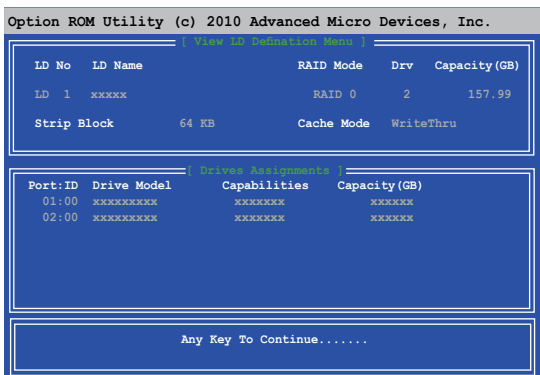 Option ROM Utility (c) 2010 Advanced Micro Devices, Inc.
[ View LD Defination Menu ]
LD No LD Name RAID Mode Drv Capacity(GB)
LD 1 xxxxx RAID 0 2 157.99
Strip Block 64 KB Cache Mode WriteThru
[ Drives Assignments ]
Port:ID Drive Model Capabilities Capacity(GB)
01:00 xxxxxxxxx xxxxxxx xxxxxx
02:00 xxxxxxxxx xxxxxxx xxxxxx
Any Key To Continue.......